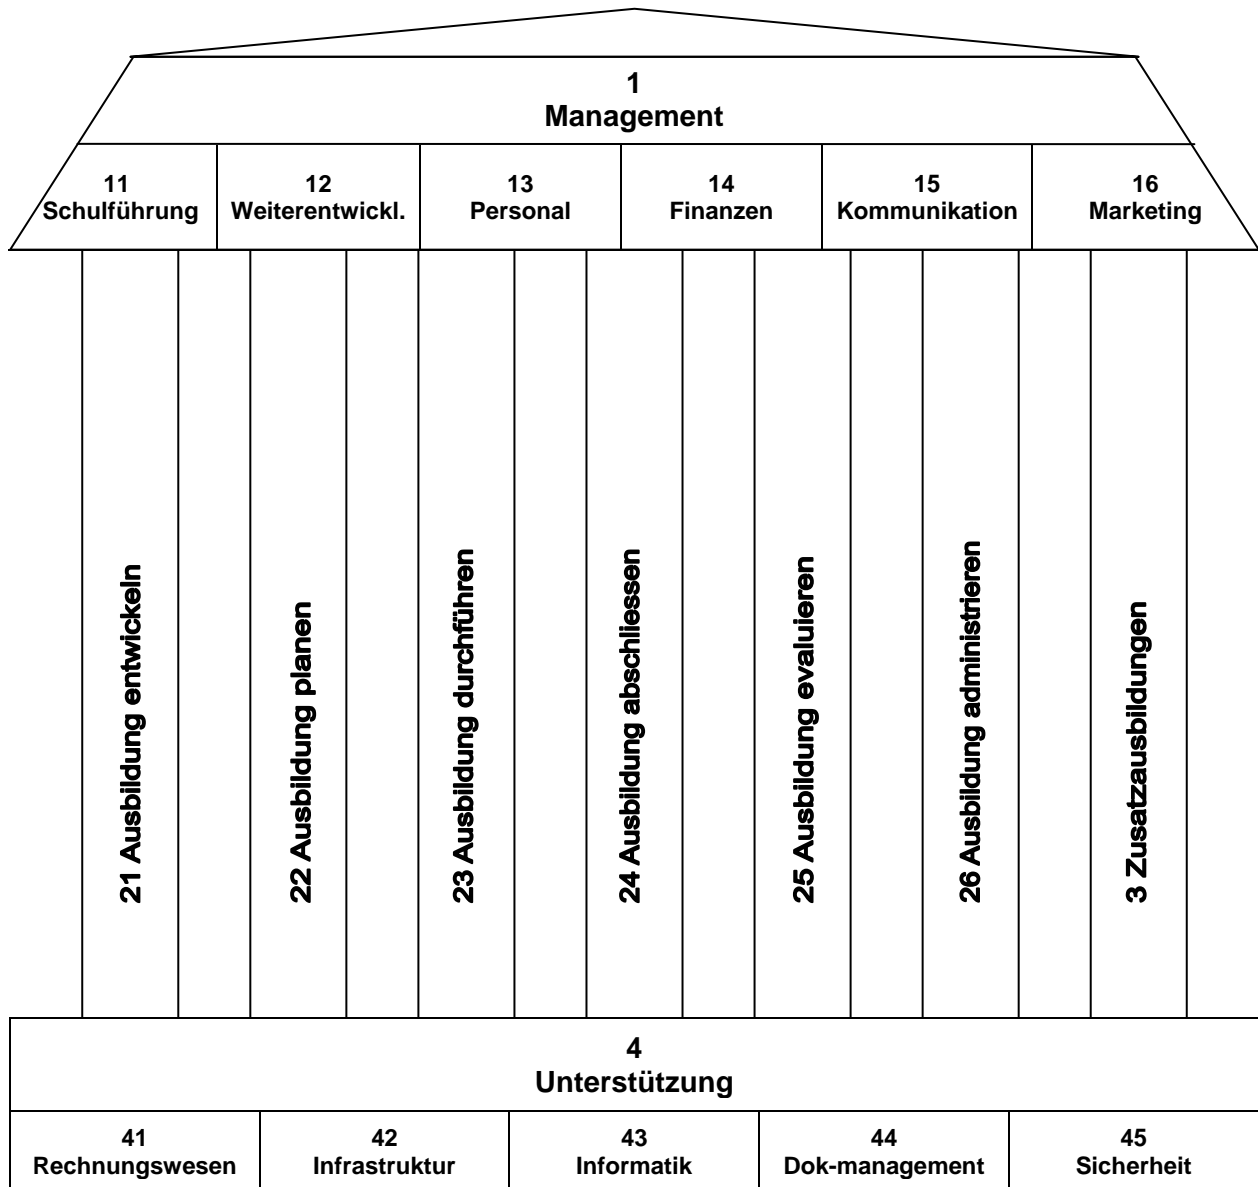 1
Management
11
Schulführung
12
Weiterentwickl.
13
Personal
14
Finanzen
15
Kommunikation
16
Marketing
21 Ausbildung entwickeln
22 Ausbildung planen
23 Ausbildung durchführen
24 Ausbildung abschliessen
25 Ausbildung evaluieren
26 Ausbildung administrieren
3 Zusatzausbildungen
4
Unterstützung
41
Rechnungswesen
42
Infrastruktur
43
Informatik
44
Dok-management
45
Sicherheit